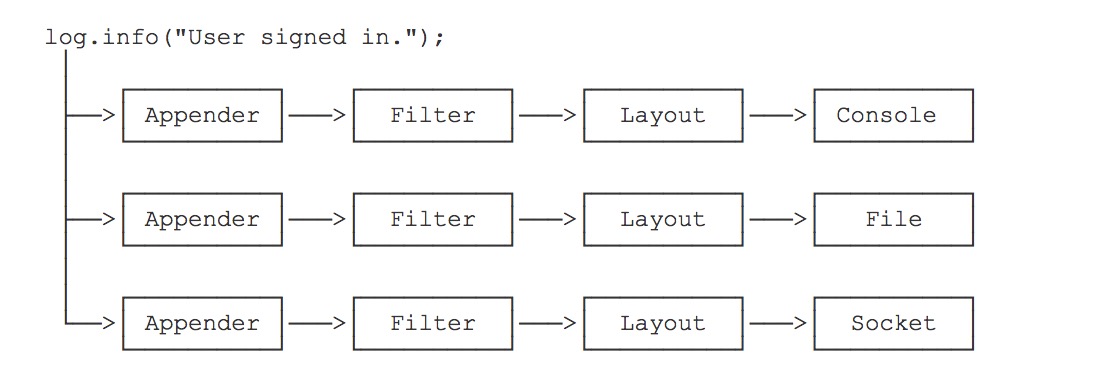 log.info("User signed in.");
Appender Filter Layout Console
Appender Filter Layout File
Appender Filter Layout Socket